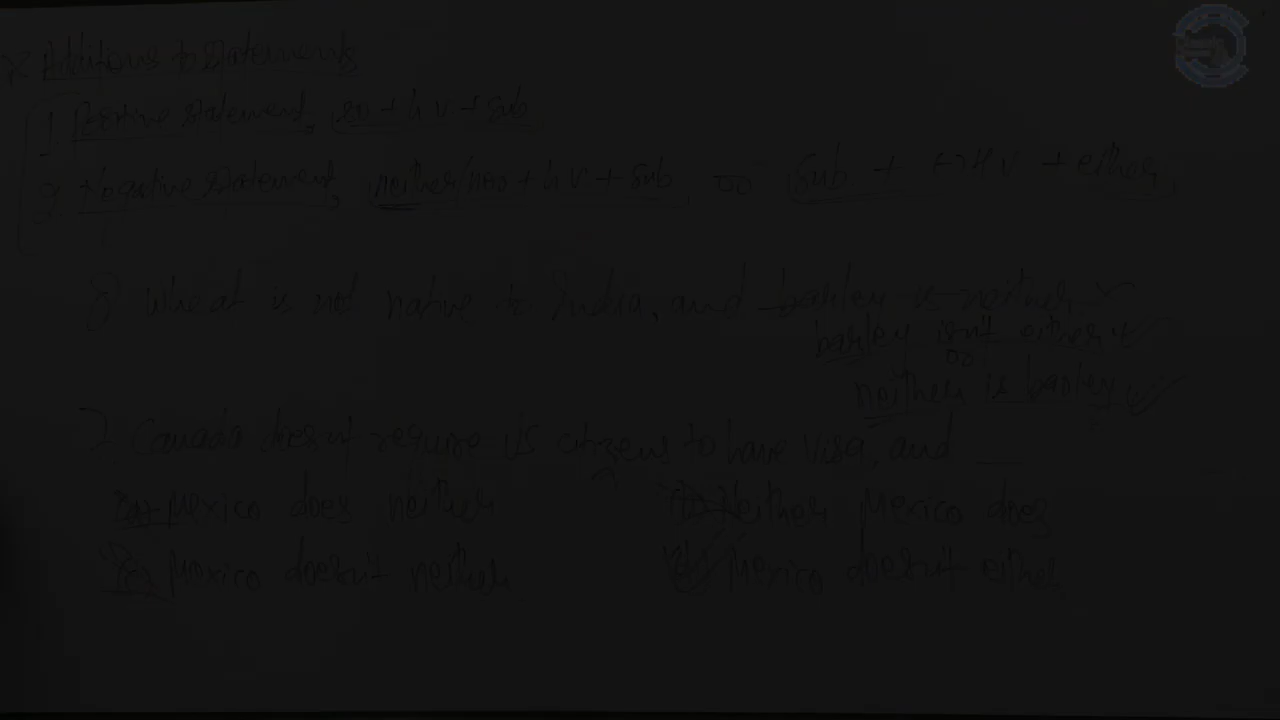 Additions to statements
1. Positive statement, so + h v + sub
2. Negative statement, neither/nor + h v + sub or sub + + H v + either,
wheat is not native to India, and barley is neither ×
barley isn't either
or
neither is barley ✓
Canada doesn't require its citizens to have visa, and ___
Mexico does neither
Neither Mexico does
Mexico doesn't neither
Mexico doesn't either